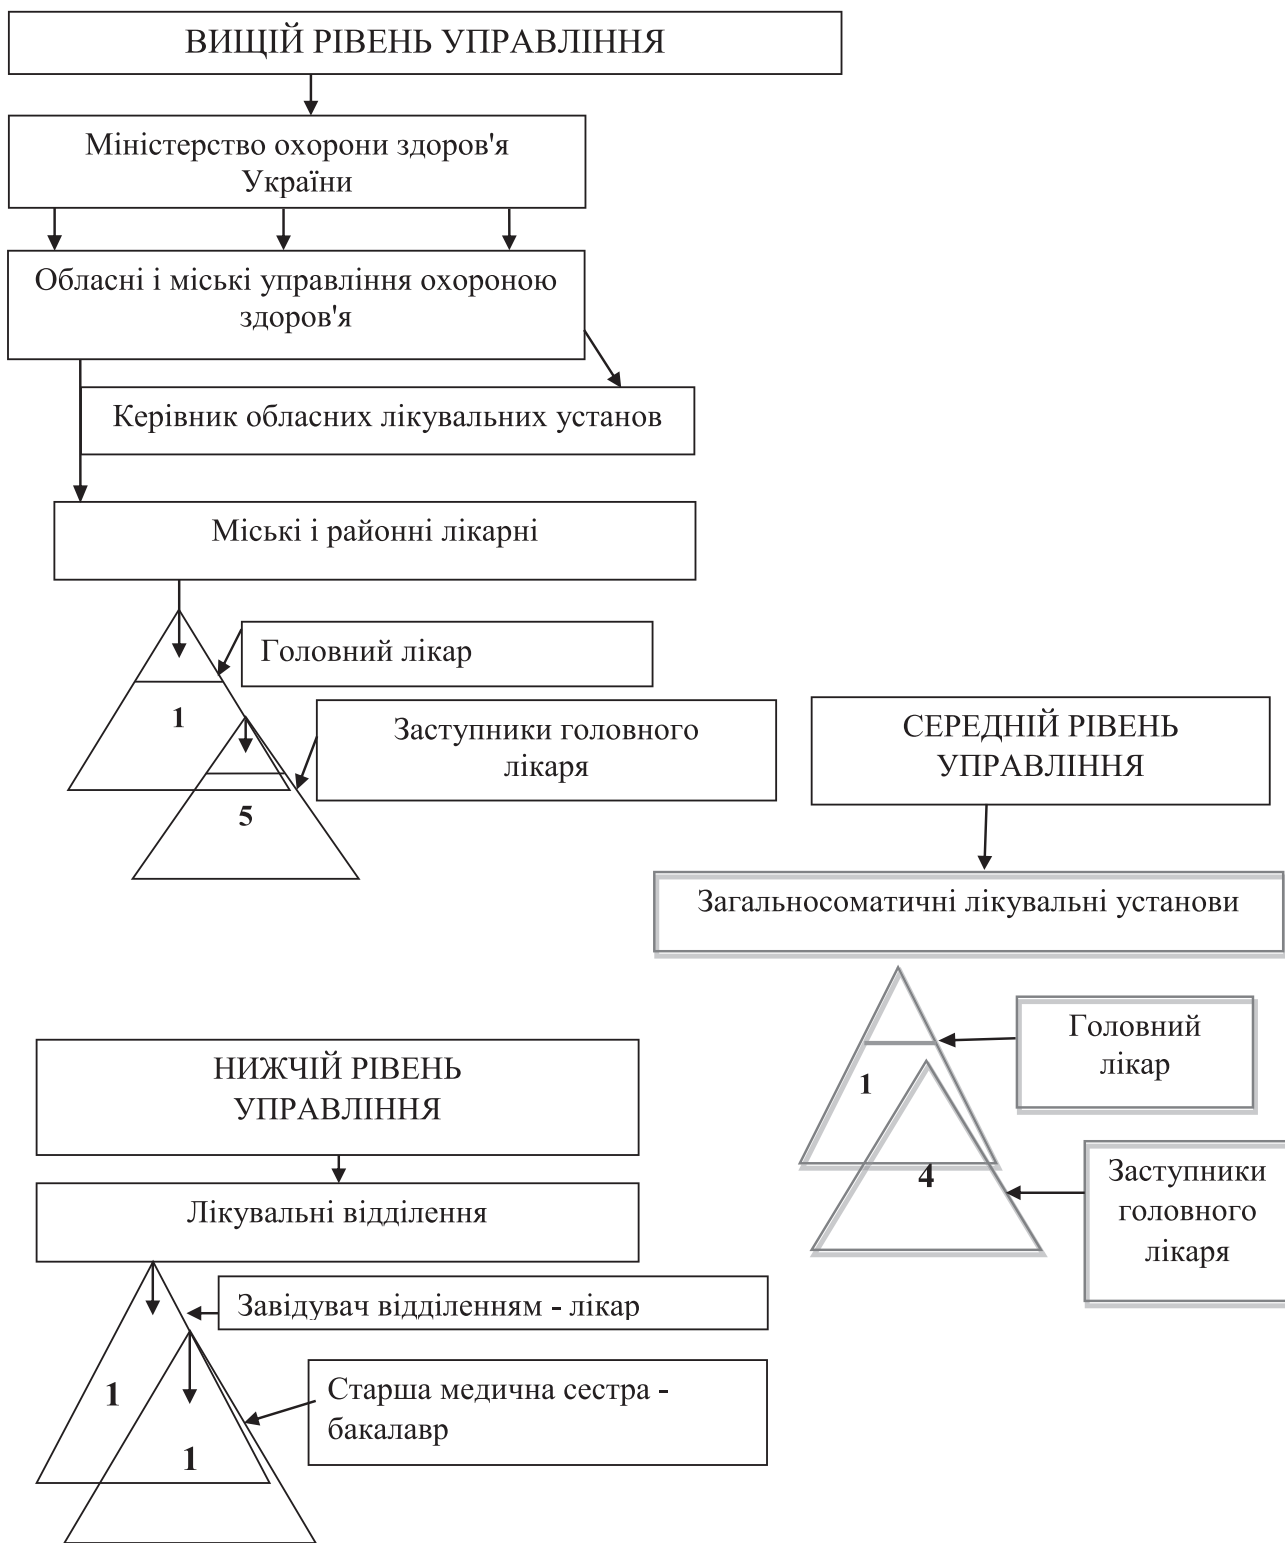 ВИЩІЙ РІВЕНЬ УПРАВЛІННЯ
Міністерство охорони здоров'я
України
Обласні і міські управління охороною
здоров'я
Керівник обласних лікувальних установ
Міські і районні лікарні
Головний лікар
1
Заступники головного
лікаря
5
СЕРЕДНІЙ РІВЕНЬ
УПРАВЛІННЯ
Загальносоматичні лікувальні установи
Головний
лікар
1
Заступники
головного
лікаря
4
НИЖЧІЙ РІВЕНЬ
УПРАВЛІННЯ
Лікувальні відділення
Завідувач відділенням - лікар
1
Старша медична сестра -
бакалавр
1